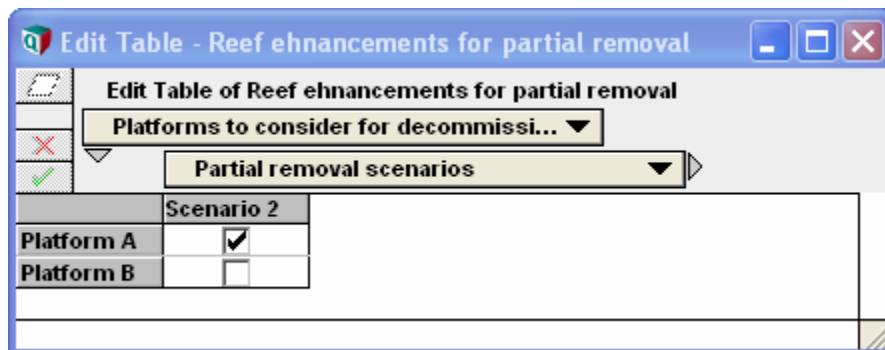 Edit Table - Reef ehnancements for partial removal
Edit Table of Reef ehnancements for partial removal
Platforms to consider for decommissi...
Partial removal scenarios
Scenario 2
Platform A
Platform B